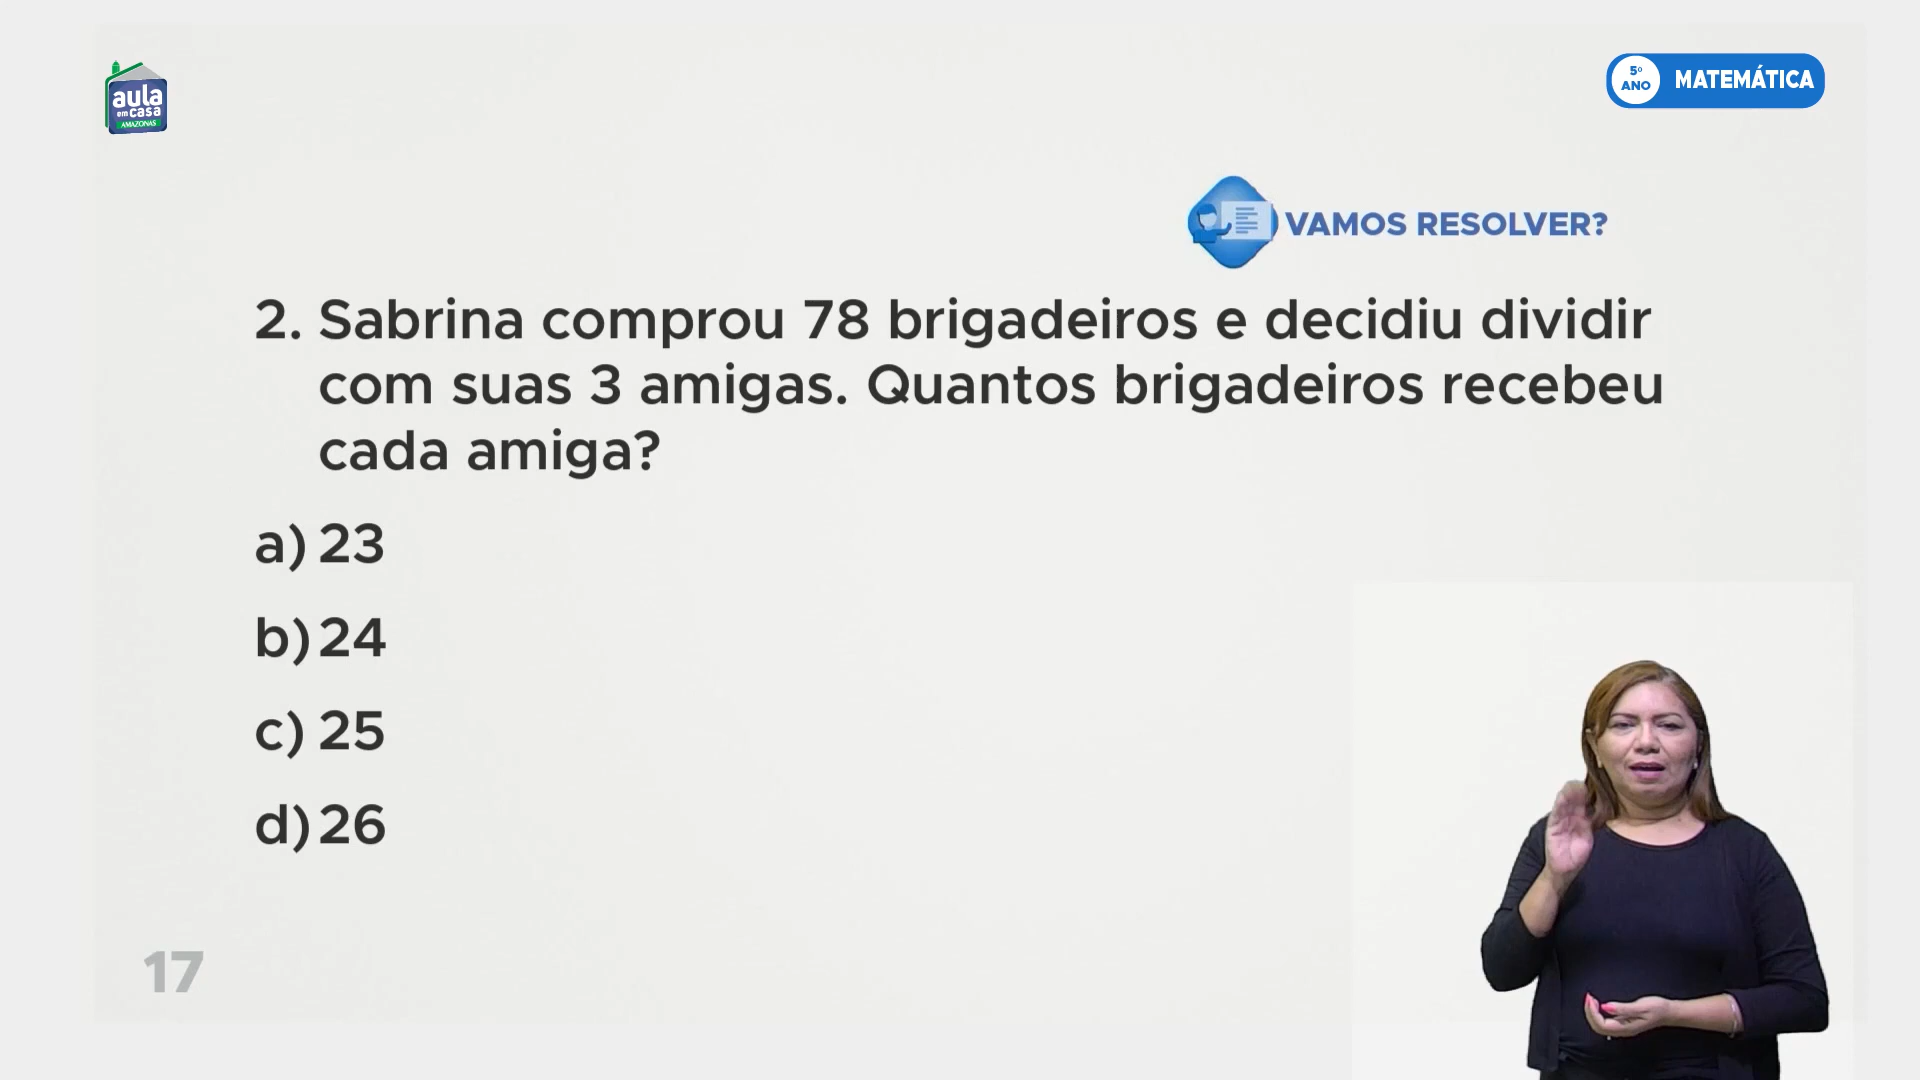 aula
em casa
AMAZONAS
5º
ANO
MATEMÁTICA
VAMOS RESOLVER?
2. Sabrina comprou 78 brigadeiros e decidiu dividir
com suas 3 amigas. Quantos brigadeiros recebeu
cada amiga?
a) 23
b) 24
c) 25
d) 26
17